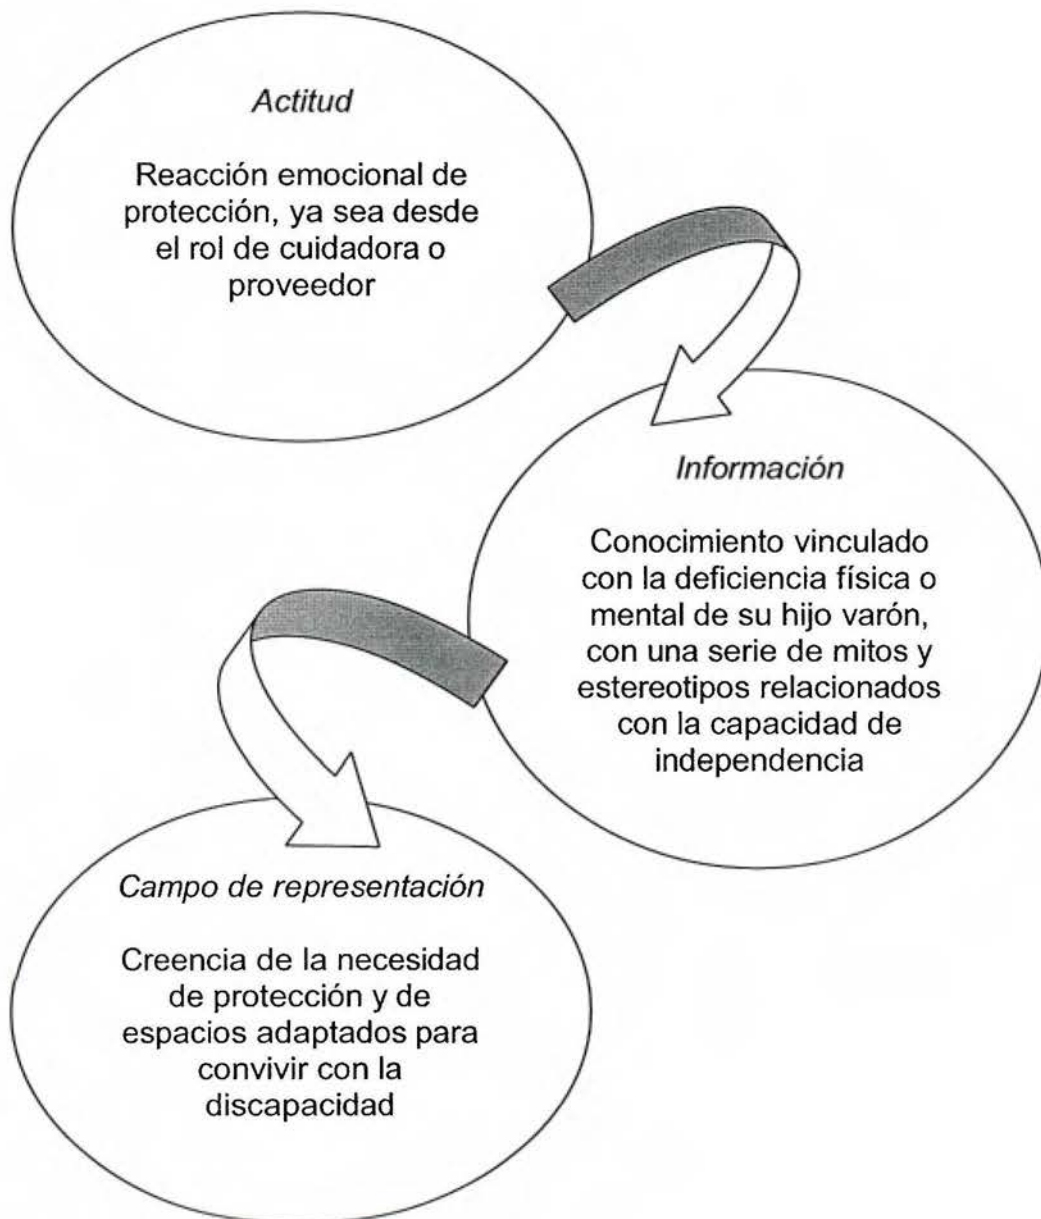 Actitud
Reacción emocional de
protección, ya sea desde
el rol de cuidadora o
proveedor
Información
Conocimiento vinculado
con la deficiencia física o
mental de su hijo varón,
con una serie de mitos y
estereotipos relacionados
con la capacidad de
independencia
Campo de representación
Creencia de la necesidad
de protección y de
espacios adaptados para
convivir con la
discapacidad